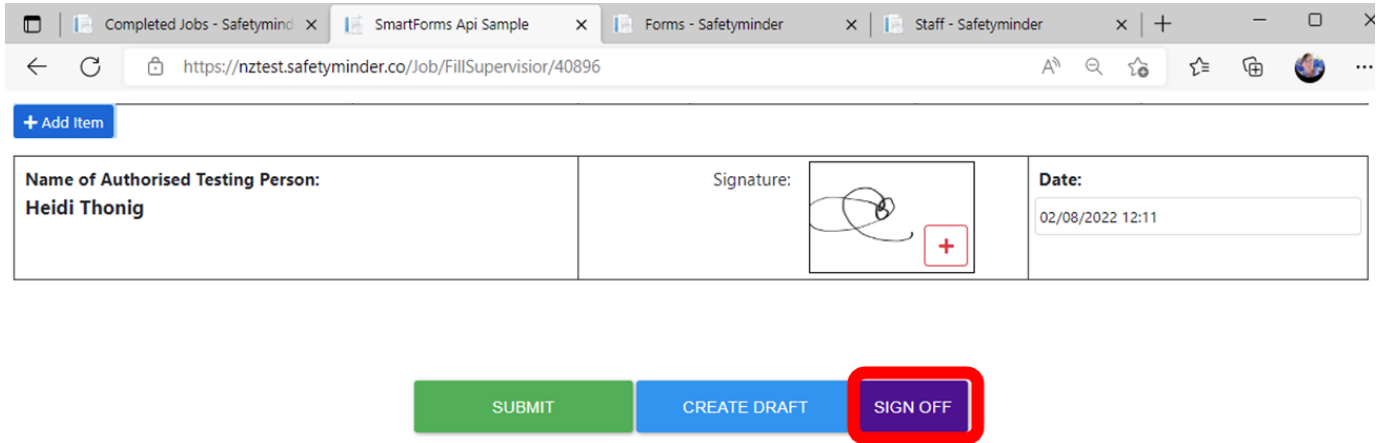 Completed Jobs - Safetymind
SmartForms Api Sample
Forms - Safetyminder
Staff - Safetyminder
https://nztest.safetyminder.co/Job/FillSupervisior/40896
+ Add Item
Name of Authorised Testing Person:
Heidi Thonig
Signature:
Date:
02/08/2022 12:11
SUBMIT
CREATE DRAFT
SIGN OFF